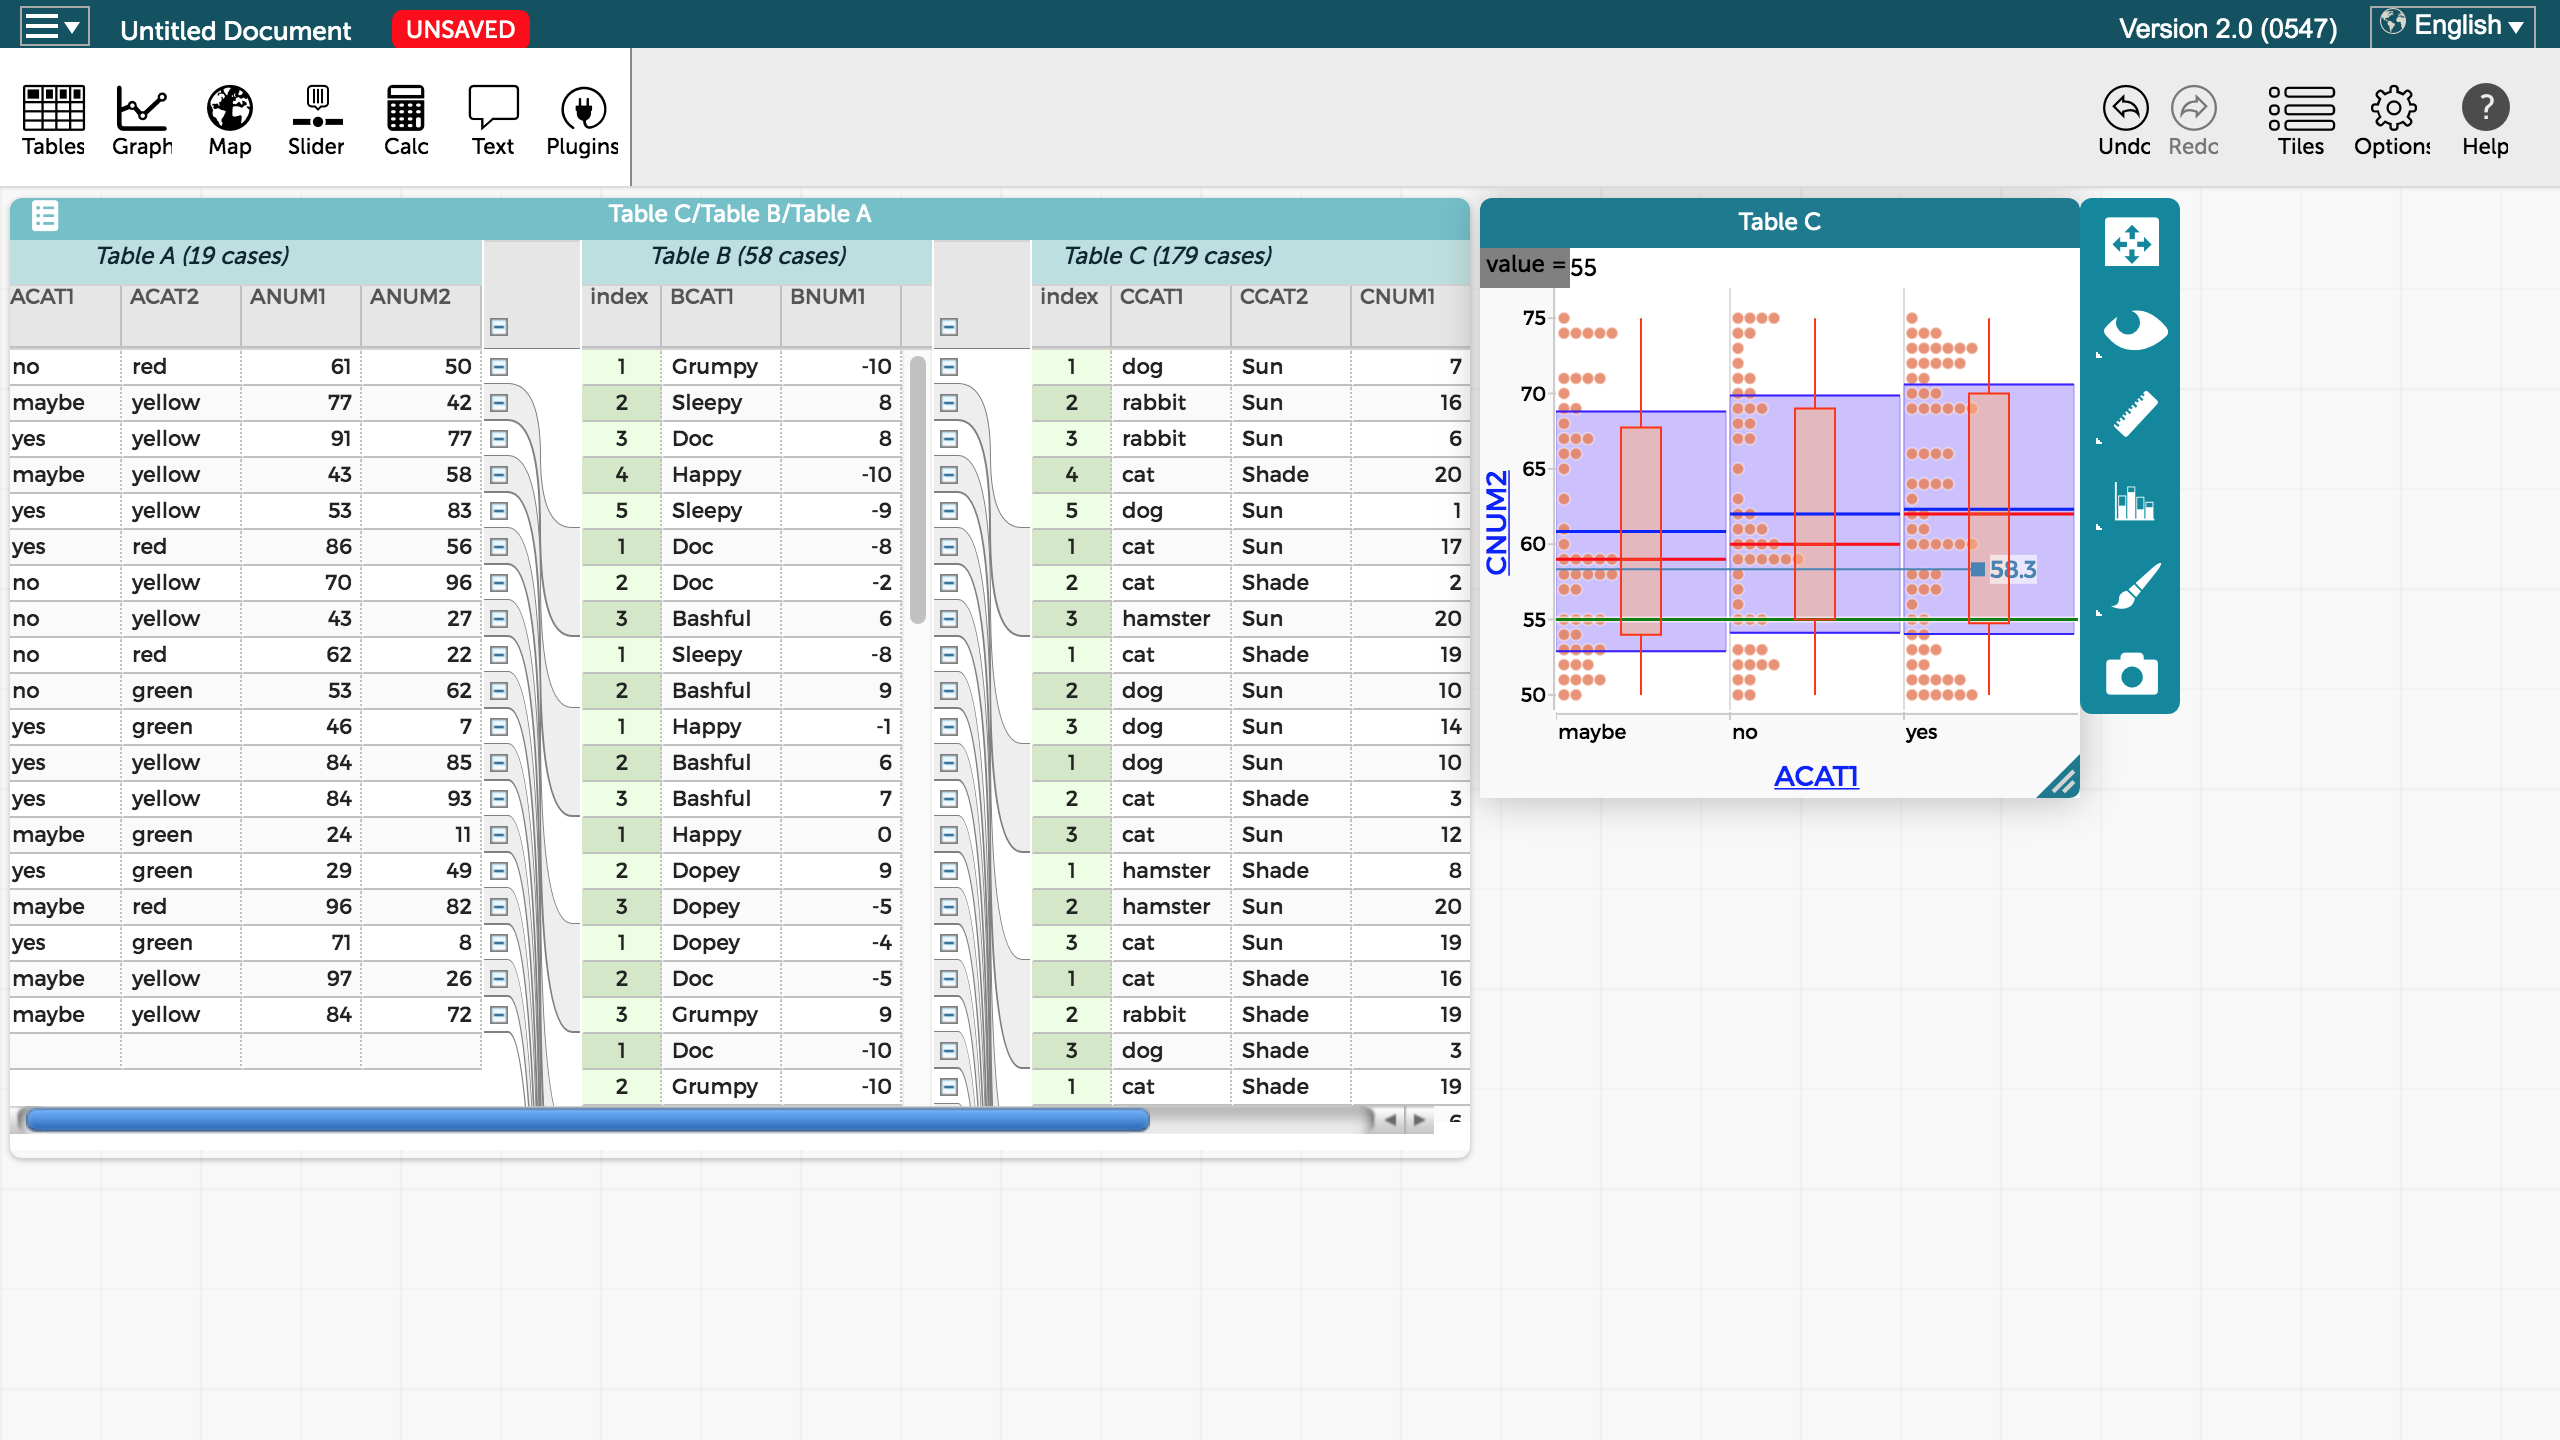 Untitled Document UNSAVED Version 2.0 (0547) English
Tables Graph Map Slider Calc Text Plugins Undo Redo Tiles Options Help
Table C/Table B/Table A
Table A (19 cases) Table B (58 cases) Table C (179 cases)
ACAT1 ACAT2 ANUM1 ANUM2 index BCAT1 BNUM1 index CCAT1 CCAT2 CNUM1
no red 61 50 1 Grumpy -10 1 dog Sun 7
maybe yellow 77 42 2 Sleepy 8 2 rabbit Sun 16
yes yellow 91 77 3 Doc 8 3 rabbit Sun 6
maybe yellow 43 58 4 Happy -10 4 cat Shade 20
yes yellow 53 83 5 Sleepy -9 5 dog Sun 1
yes red 86 56 1 Doc -8 1 cat Sun 17
no yellow 70 96 2 Doc -2 2 cat Shade 2
no yellow 43 27 3 Bashful 6 3 hamster Sun 20
no red 62 22 1 Sleepy -8 1 cat Shade 19
no green 53 62 2 Bashful 9 2 dog Sun 10
yes green 46 7 1 Happy -1 3 dog Sun 14
yes yellow 84 85 2 Bashful 6 1 dog Sun 10
yes yellow 84 93 3 Bashful 7 2 cat Shade 3
maybe green 24 11 1 Happy 0 3 cat Sun 12
yes green 29 49 2 Dopey 9 1 hamster Shade 8
maybe red 96 82 3 Dopey -5 2 hamster Sun 20
yes green 71 8 1 Dopey -4 3 cat Sun 19
maybe yellow 97 26 2 Doc -5 1 cat Shade 16
maybe yellow 84 72 3 Grumpy 9 2 rabbit Shade 19
1 Doc -10 3 dog Shade 3
2 Grumpy -10 1 cat Shade 19
Table C
value = 55
75
70
65
60
55
50
CNUM2
58.3
maybe no yes
ACAT1
?